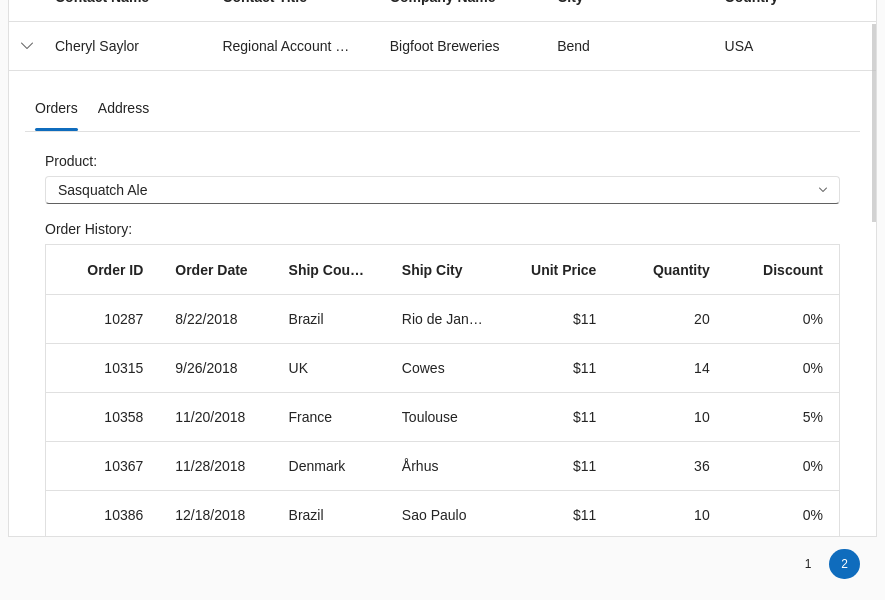 Contact Name Contact Title Company Name City Country
Cheryl Saylor Regional Account … Bigfoot Breweries Bend USA
Orders Address
Product:
Sasquatch Ale
Order History:
Order ID Order Date Ship Cou… Ship City Unit Price Quantity Discount
10287 8/22/2018 Brazil Rio de Jan… $11 20 0%
10315 9/26/2018 UK Cowes $11 14 0%
10358 11/20/2018 France Toulouse $11 10 5%
10367 11/28/2018 Denmark Århus $11 36 0%
10386 12/18/2018 Brazil Sao Paulo $11 10 0%
1 2